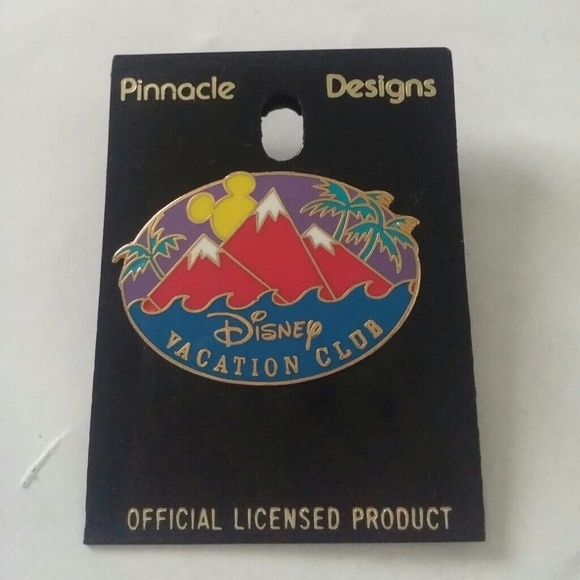 Pinnacle Designs
Disney
VACATION CLUB
OFFICIAL LICENSED PRODUCT